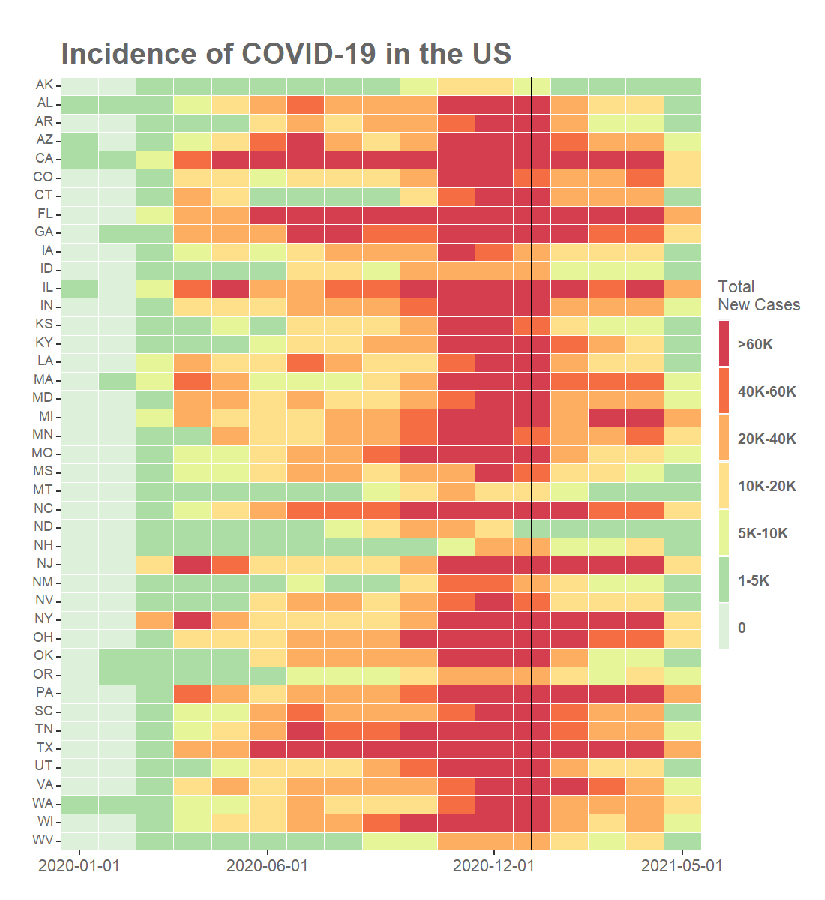 Incidence of COVID-19 in the US
AK
AL
AR
AZ
CA
CO
CT
FL
GA
IA
ID
IL
IN
KS
KY
LA
MA
MD
MI
MN
MO
MS
MT
NC
ND
NH
NJ
NM
NV
NY
OH
OK
OR
PA
SC
TN
TX
UT
VA
WA
WI
WV
2020-01-01 2020-06-01 2020-12-01 2021-05-01
Total
New Cases
>60K
40K-60K
20K-40K
10K-20K
5K-10K
1-5K
0